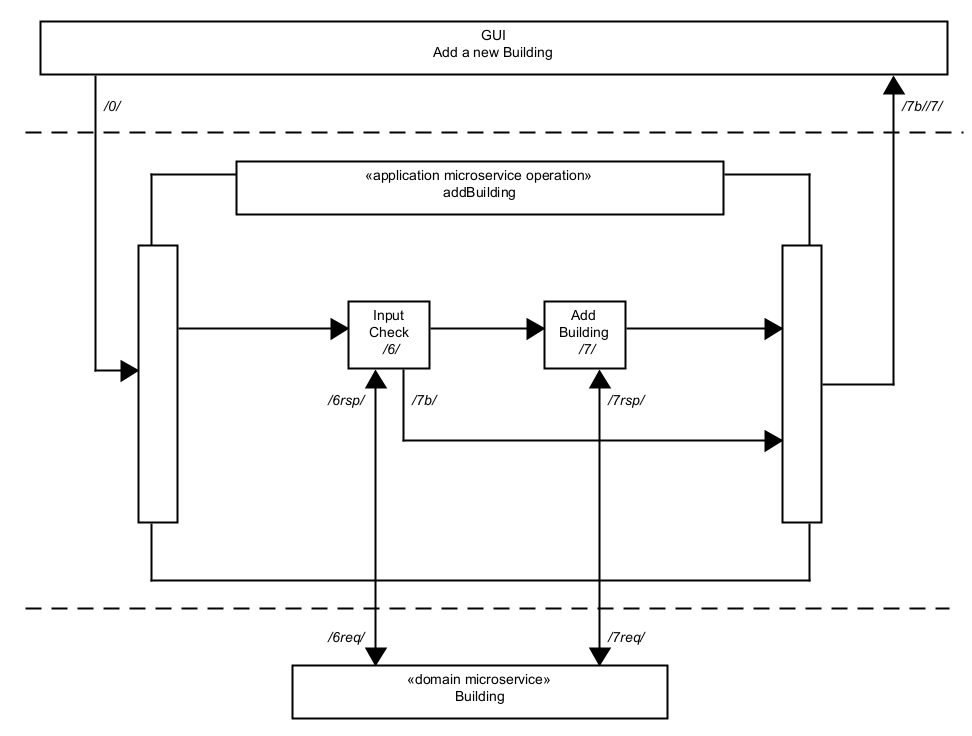 GUI
Add a new Building
/0/
/7b//7/
«application microservice operation»
addBuilding
Input
Check
/6/
Add
Building
/7/
/6rsp/
/7b/
/7rsp/
/6req/
/7req/
«domain microservice»
Building